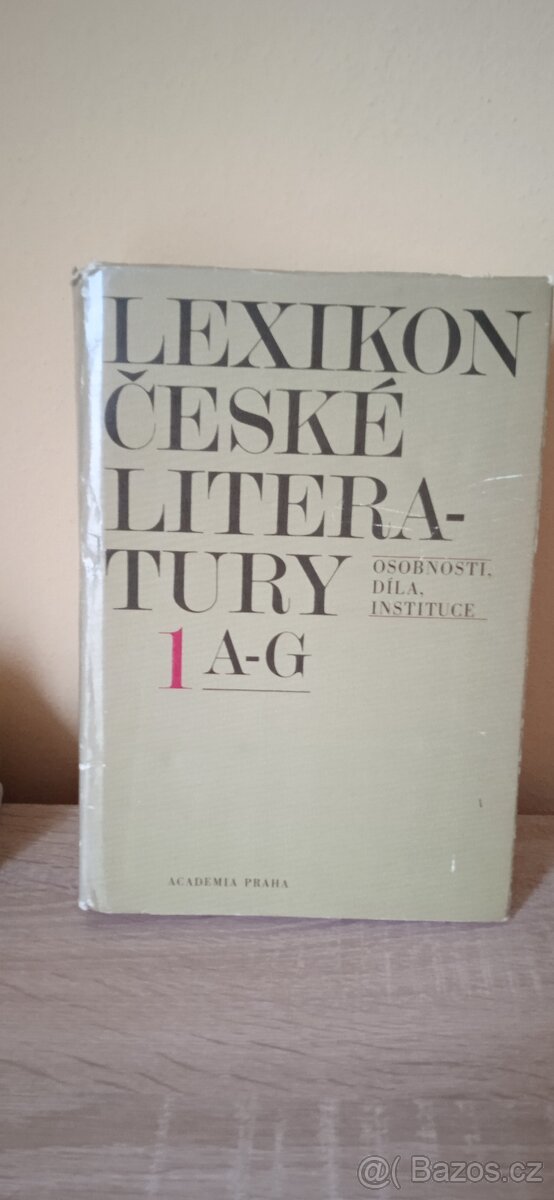 LEXIKON
ČESKÉ
LITERA-
TURY
OSOBNOSTI,
DÍLA,
INSTITUCE
1 A-G
ACADEMIA PRAHA
@( Bazos.cz